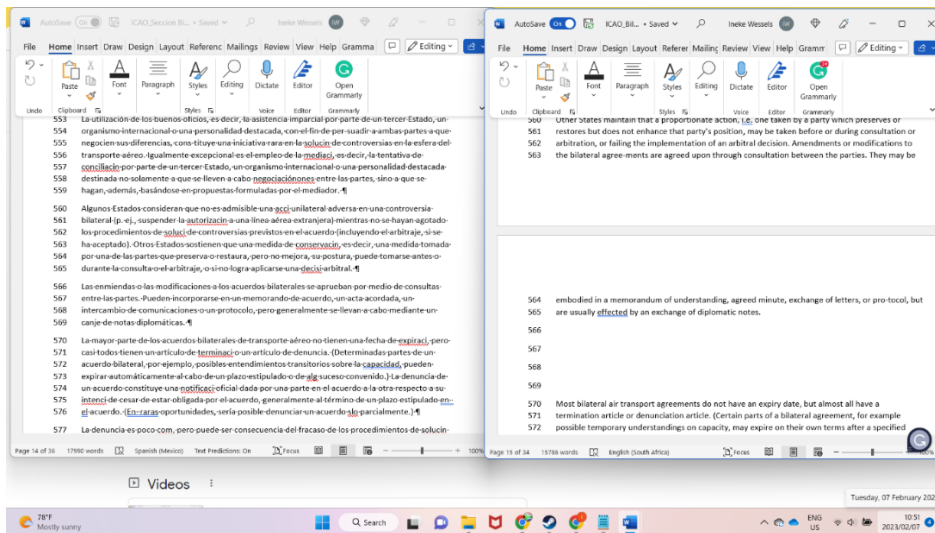 AutoSave On ICAO_Seccion Bi... • Saved Ineke Wessels IW
File Home Insert Draw Design Layout Referenc Mailings Review View Help Gramma Editing
Paste Font Paragraph Styles Editing Dictate Editor Open Grammarly
Undo Clipboard Styles Voice Editor Grammarly
553 La utilización de los buenos oficios, es decir, la asistencia imparcial por parte de un tercer Estado, un
554 organismo internacional o una personalidad destacada, con el fin de per-suadir a ambas partes a que
555 negocien sus diferencias, cons-tituye una iniciativa rara en la solucin de controversias en la esfera del
556 transporte aéreo. Igualmente excepcional es el empleo de la mediaci, es decir, la tentativa de
557 conciliacin por parte de un tercer Estado, un organismo internacional o una personalidad destacada
558 destinada no solamente a que se lleven a cabo negociaciónones entre las partes, sino a que se
559 hagan, además, basándose en propuestas formuladas por el mediador. ¶
560 Algunos Estados consideran que no es admisible una acci unilateral adversa en una controversia
561 bilateral (p. ej., suspender la autorizacin a una línea aérea extranjera) mientras no se hayan agotado
562 los procedimientos de soluci de controversias previstos en el acuerdo (incluyendo el arbitraje, si se
563 ha aceptado). Otros Estados sostienen que una medida de conservacin, es decir, una medida tomada
564 por una de las partes que preserva o restaura, pero no mejora, su postura, puede tomarse antes o
565 durante la consulta o el arbitraje, o si no logra aplicarse una decisi arbitral. ¶
566 Las enmiendas o las modificaciones a los acuerdos bilaterales se aprueban por medio de consultas
567 entre las partes. Pueden incorporarse en un memorando de acuerdo, un acta acordada, un
568 intercambio de comunicaciones o un protocolo, pero generalmente se llevan a cabo mediante un
569 canje de notas diplomáticas. ¶
570 La mayor parte de los acuerdos bilaterales de transporte aéreo no tienen una fecha de expiraci, pero
571 casi todos tienen un artículo de terminaci o un artículo de denuncia. (Determinadas partes de un
572 acuerdo bilateral, por ejemplo, posibles entendimientos transitorios sobre la capacidad, pueden
573 expirar automáticamente al cabo de un plazo estipulado o de alg suceso convenido.) La denuncia de
574 un acuerdo constituye una notificaci oficial dada por una parte en el acuerdo a la otra respecto a su
575 intenci de cesar de estar obligada por el acuerdo, generalmente al término de un plazo estipulado en
576 el acuerdo. (En raras oportunidades, sería posible denunciar un acuerdo slo parcialmente.) ¶
577 La denuncia es poco com, pero puede ser consecuencia del fracaso de los procedimientos de solucin
Page 14 of 36 17990 words Spanish (Mexico) Text Predictions: On Focus 100%
AutoSave On ICAO_Bil... • Saved Ineke Wessels IW
File Home Insert Draw Design Layout Referer Mailing Review View Help Gramm Editing
Paste Font Paragraph Styles Editing Dictate Editor Open Grammarly
Undo Clipboard Styles Voice Editor Grammarly
560 Other States maintain that a proportionate action, i.e. one taken by a party which preserves or
561 restores but does not enhance that party's position, may be taken before or during consultation or
562 arbitration, or failing the implementation of an arbitral decision. Amendments or modifications to
563 the bilateral agree-ments are agreed upon through consultation between the parties. They may be
564 embodied in a memorandum of understanding, agreed minute, exchange of letters, or pro-tocol, but
565 are usually effected by an exchange of diplomatic notes.
566
567
568
569
570 Most bilateral air transport agreements do not have an expiry date, but almost all have a
571 termination article or denunciation article. (Certain parts of a bilateral agreement, for example
572 possible temporary understandings on capacity, may expire on their own terms after a specified
Page 15 of 34 15786 words English (South Africa) Focus
Videos
Tuesday, 07 February 202
78°F
Mostly sunny
Search
ENG
US
10:51
2023/02/07